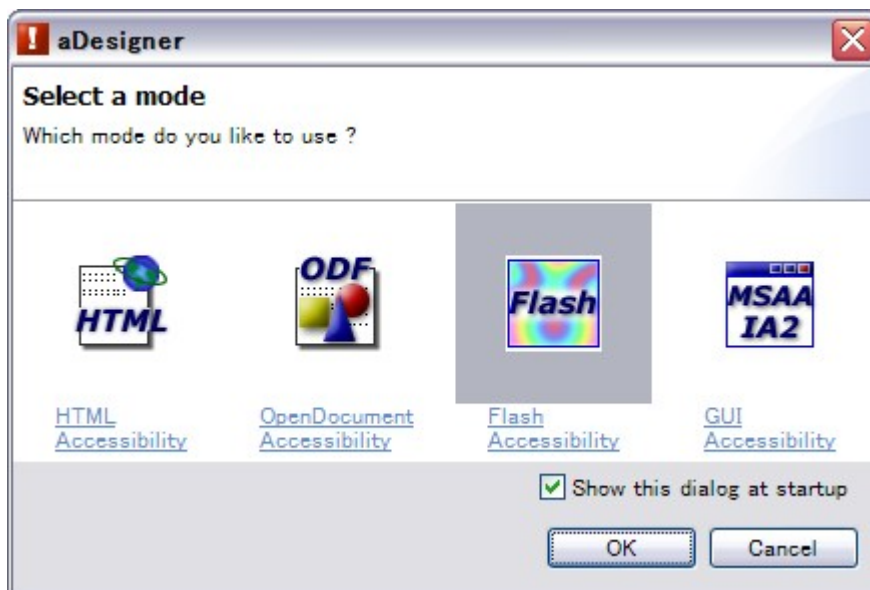 aDesigner
Select a mode
Which mode do you like to use ?
HTML
ODF
Flash
MSAA
IA2
HTML
Accessibility
OpenDocument
Accessibility
Flash
Accessibility
GUI
Accessibility
Show this dialog at startup
OK
Cancel